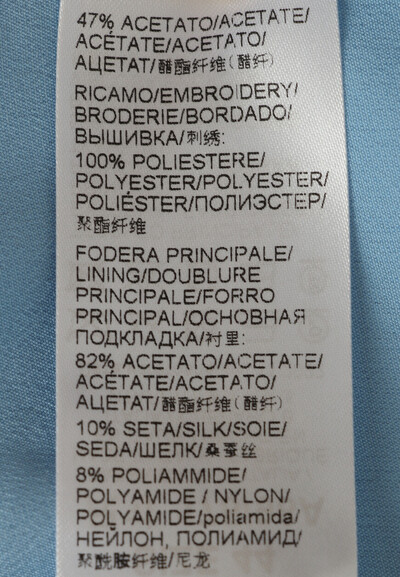 47% ACETATO/ACETATE/
ACÉTATE/ACETATO/
АЦЕТАТ/醋酯纤维(醋纤)
RICAMO/EMBROIDERY/
BRODERIE/BORDADO/
ВЫШИВКА/刺绣:
100% POLIESTERE/
POLYESTER/POLYESTER/
POLIÉSTER/ПОЛИЭСТЕР/
聚酯纤维
FODERA PRINCIPALE/
LINING/DOUBLURE
PRINCIPALE/FORRO
PRINCIPAL/ОСНОВНАЯ
ПОДКЛАДКА/衬里:
82% ACETATO/ACETATE/
ACÉTATE/ACETATO/
АЦЕТАТ/醋酯纤维(醋纤)
10% SETA/SILK/SOIE/
SEDA/ШЕЛК/桑蚕丝
8% POLIAMMIDE/
POLYAMIDE / NYLON/
POLYAMIDE/poliamida/
НЕЙЛОН, ПОЛИАМИД/
聚酰胺纤维/尼龙